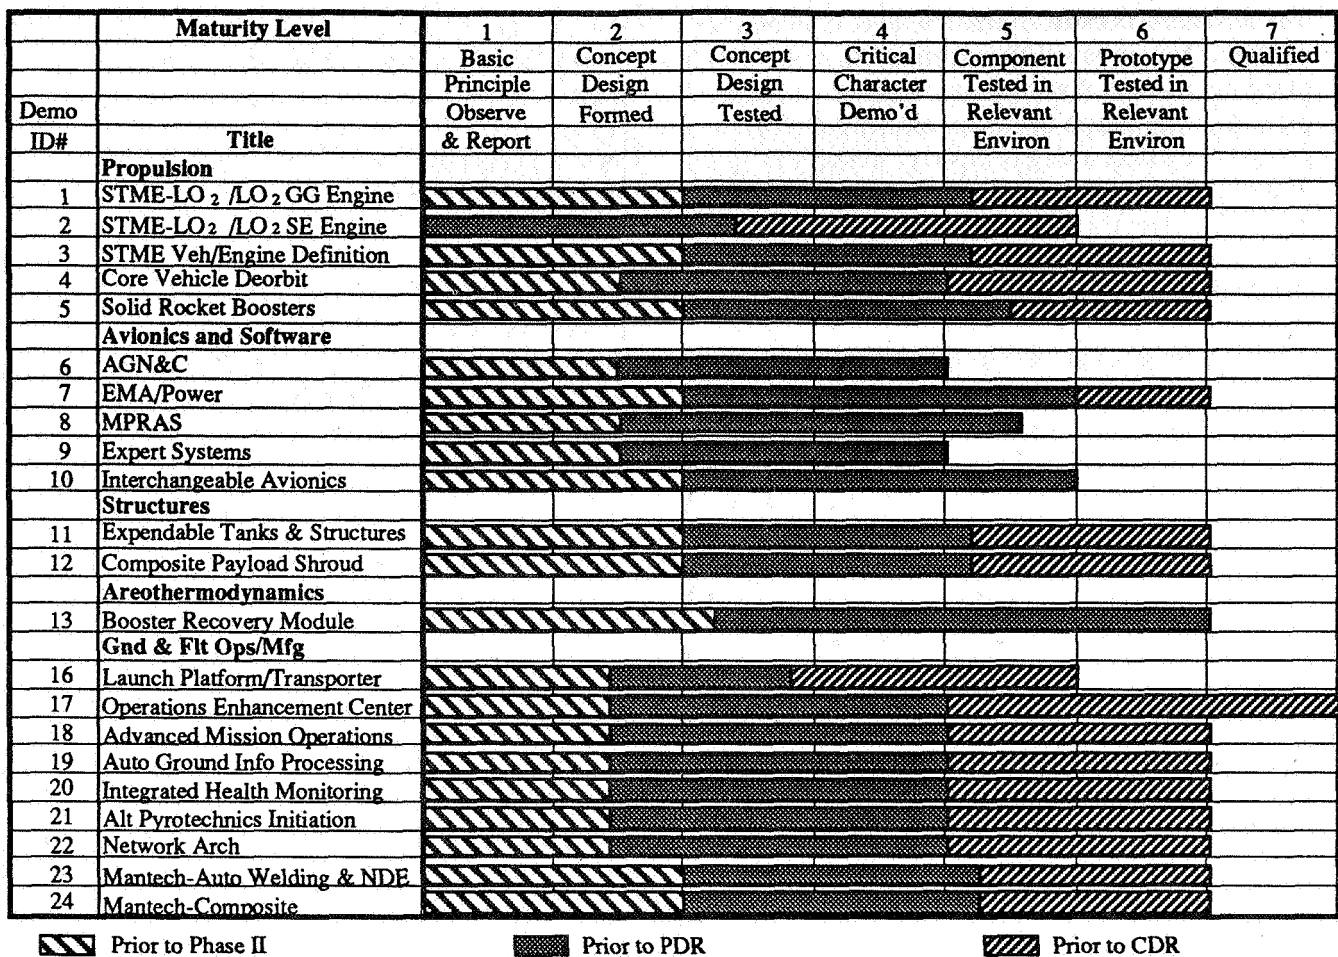 Maturity Level 1 2 3 4 5 6 7
Basic Concept Concept Critical Component Prototype Qualified
Principle Design Design Character Tested in Tested in
Demo Observe Formed Tested Demo'd Relevant Relevant
ID# Title & Report Environ Environ
Propulsion
1 STME-LO2 /LO2 GG Engine
2 STME-LO2 /LO2 SE Engine
3 STME Veh/Engine Definition
4 Core Vehicle Deorbit
5 Solid Rocket Boosters
Avionics and Software
6 AGN&C
7 EMA/Power
8 MPRAS
9 Expert Systems
10 Interchangeable Avionics
Structures
11 Expendable Tanks & Structures
12 Composite Payload Shroud
Areothermodynamics
13 Booster Recovery Module
Gnd & Flt Ops/Mfg
16 Launch Platform/Transporter
17 Operations Enhancement Center
18 Advanced Mission Operations
19 Auto Ground Info Processing
20 Integrated Health Monitoring
21 Alt Pyrotechnics Initiation
22 Network Arch
23 Mantech-Auto Welding & NDE
24 Mantech-Composite
Prior to Phase II Prior to PDR Prior to CDR